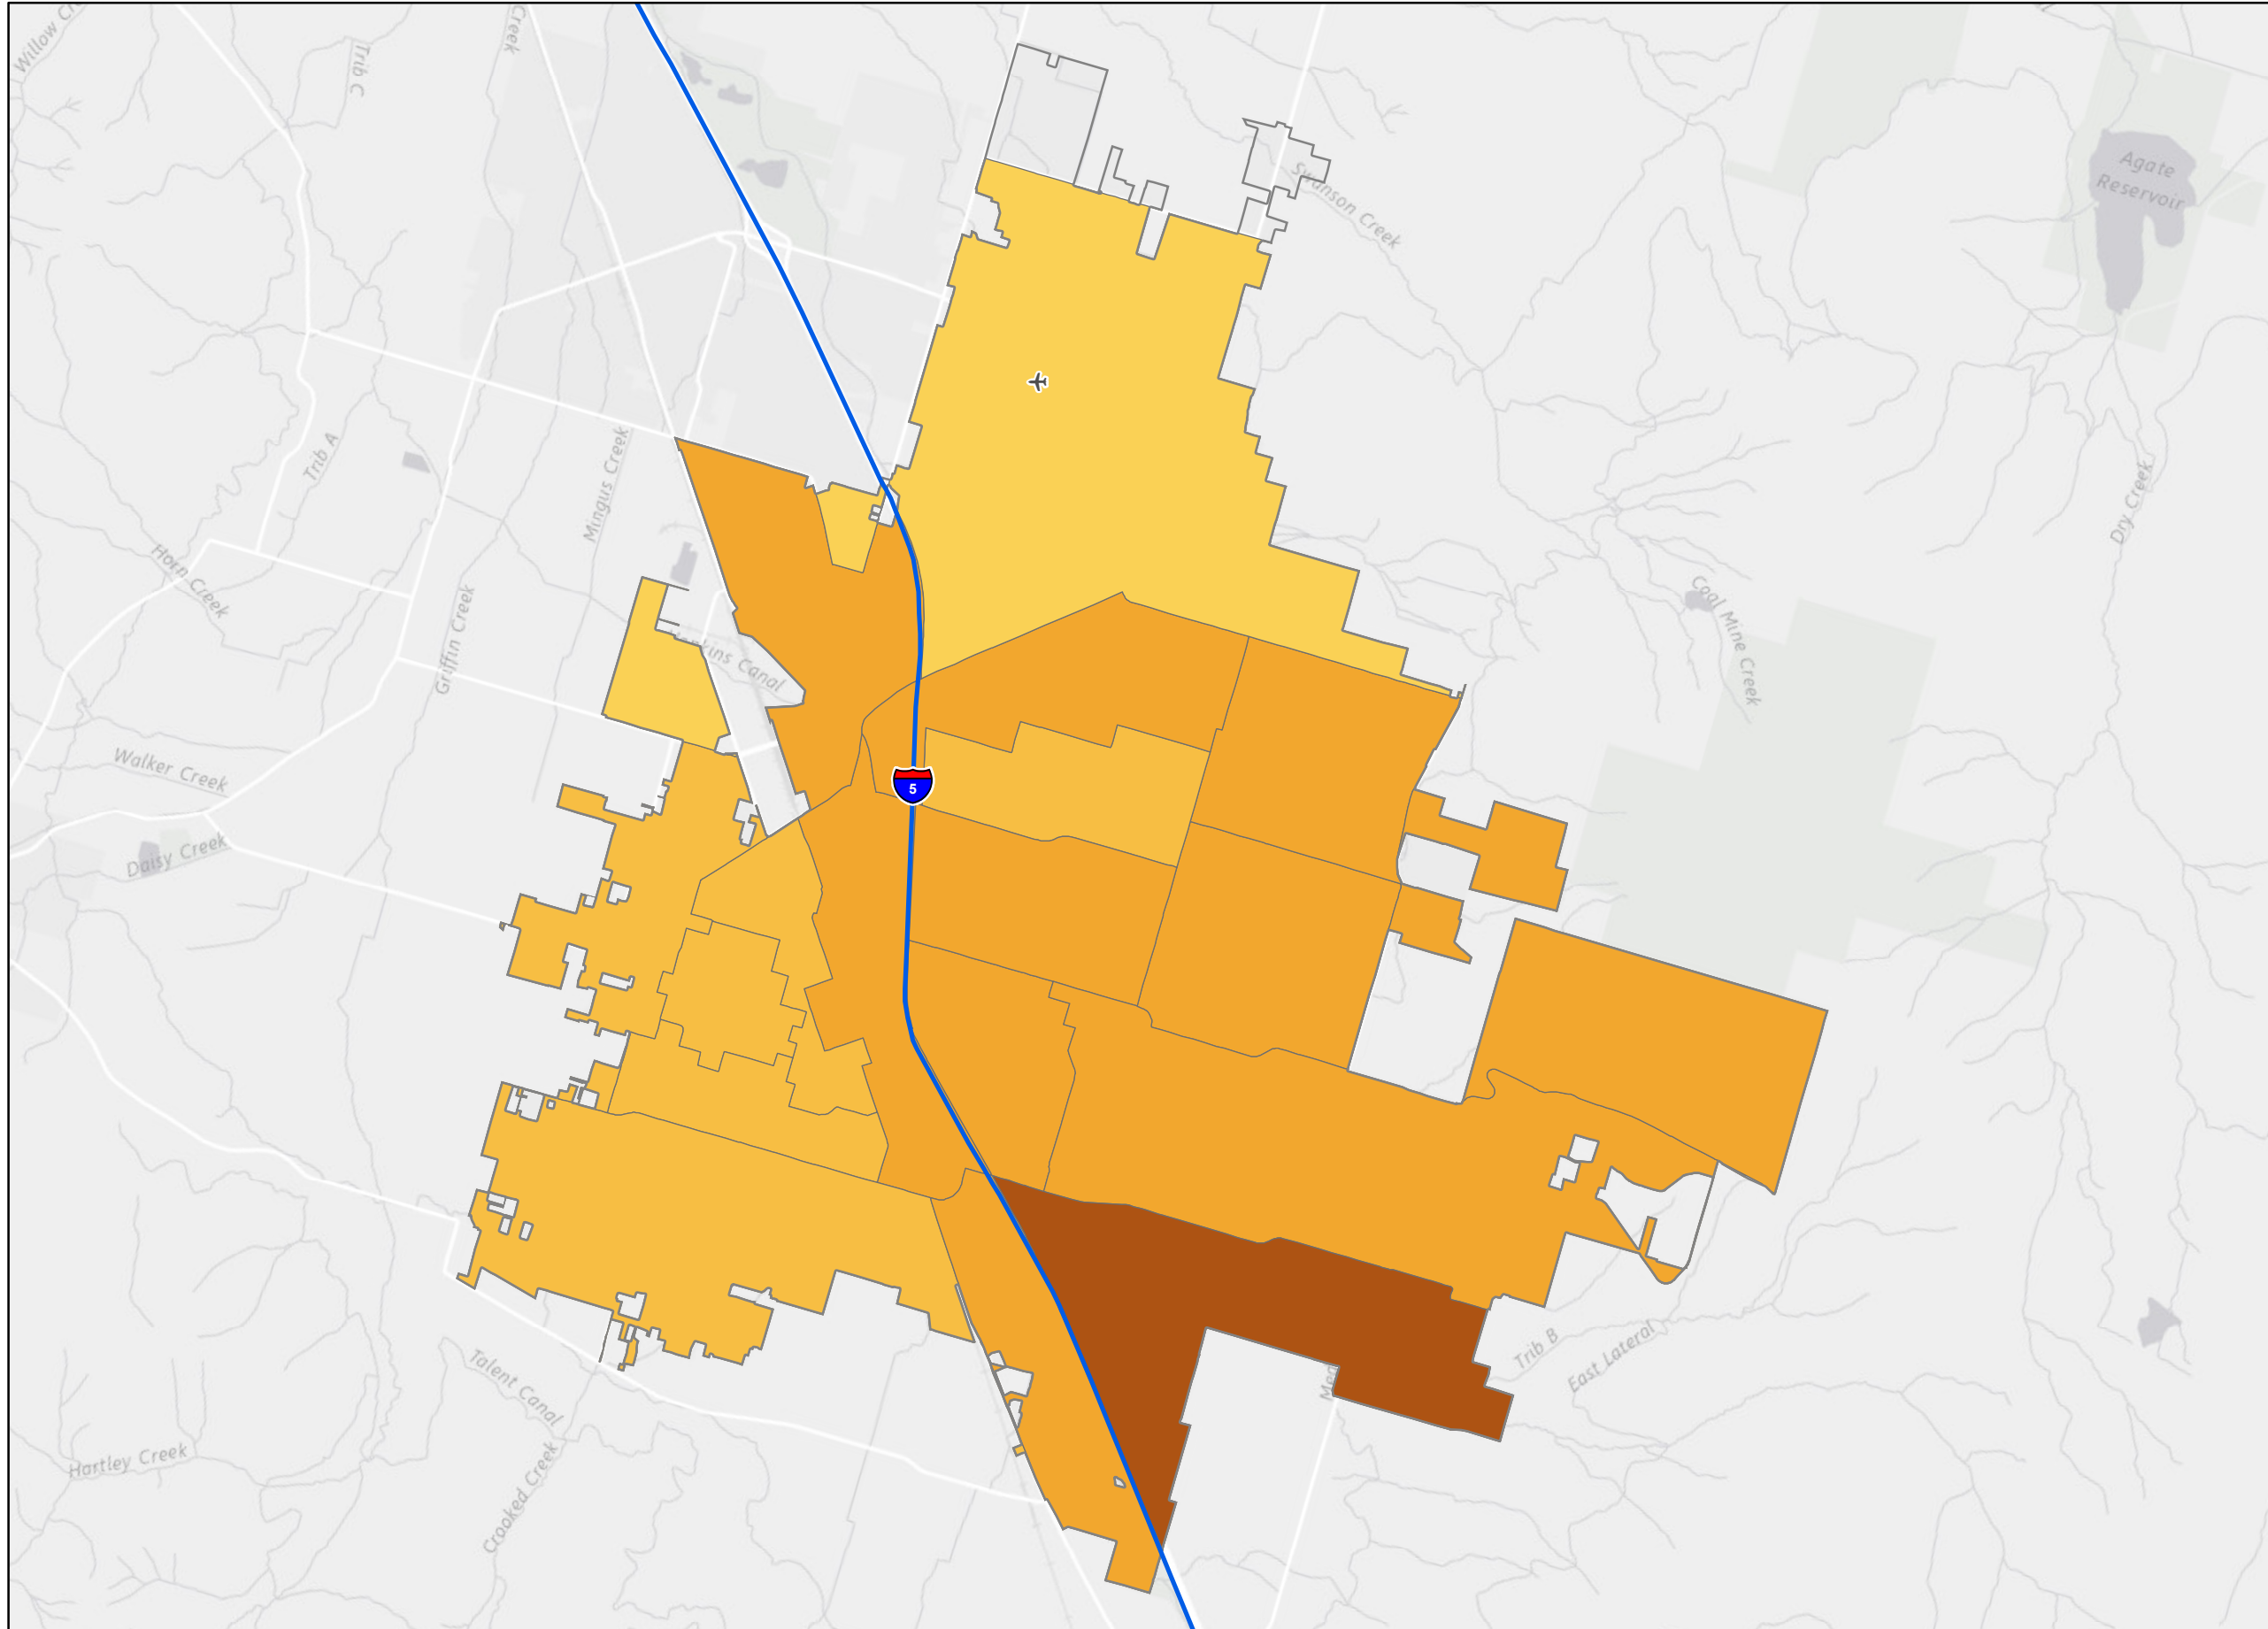 Willow Cr
Trib C
Creek
Agate
Reservoir
Swanson Creek
Trib A
Mingus Creek
Dry Creek
Horn Creek
Griffin Creek
Coal Mine Creek
Canal
Walker Creek
5
Daisy Creek
Trib B
East Lateral
Talent Canal
Hartley Creek
Crooked Creek